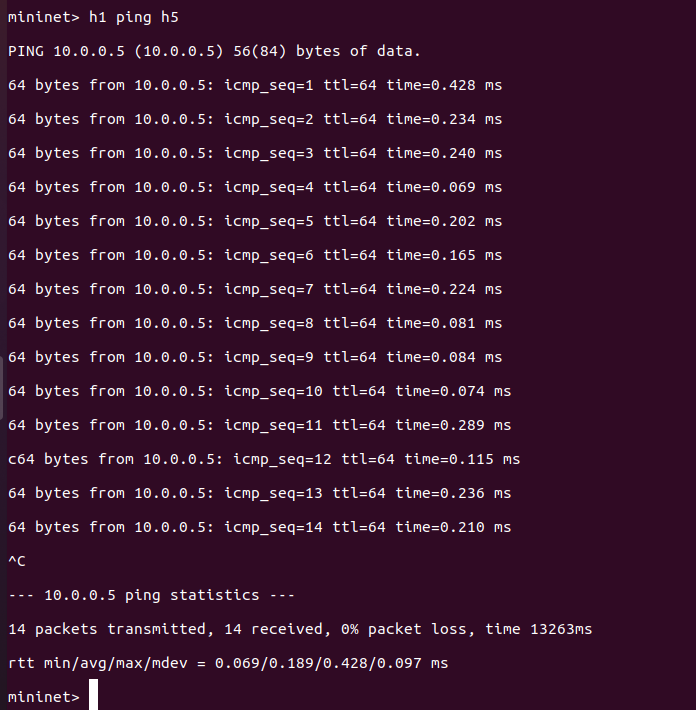 mininet> h1 ping h5
PING 10.0.0.5 (10.0.0.5) 56(84) bytes of data.
64 bytes from 10.0.0.5: icmp_seq=1 ttl=64 time=0.428 ms
64 bytes from 10.0.0.5: icmp_seq=2 ttl=64 time=0.234 ms
64 bytes from 10.0.0.5: icmp_seq=3 ttl=64 time=0.240 ms
64 bytes from 10.0.0.5: icmp_seq=4 ttl=64 time=0.069 ms
64 bytes from 10.0.0.5: icmp_seq=5 ttl=64 time=0.202 ms
64 bytes from 10.0.0.5: icmp_seq=6 ttl=64 time=0.165 ms
64 bytes from 10.0.0.5: icmp_seq=7 ttl=64 time=0.224 ms
64 bytes from 10.0.0.5: icmp_seq=8 ttl=64 time=0.081 ms
64 bytes from 10.0.0.5: icmp_seq=9 ttl=64 time=0.084 ms
64 bytes from 10.0.0.5: icmp_seq=10 ttl=64 time=0.074 ms
64 bytes from 10.0.0.5: icmp_seq=11 ttl=64 time=0.289 ms
c64 bytes from 10.0.0.5: icmp_seq=12 ttl=64 time=0.115 ms
64 bytes from 10.0.0.5: icmp_seq=13 ttl=64 time=0.236 ms
64 bytes from 10.0.0.5: icmp_seq=14 ttl=64 time=0.210 ms
^C
--- 10.0.0.5 ping statistics ---
14 packets transmitted, 14 received, 0% packet loss, time 13263ms
rtt min/avg/max/mdev = 0.069/0.189/0.428/0.097 ms
mininet>